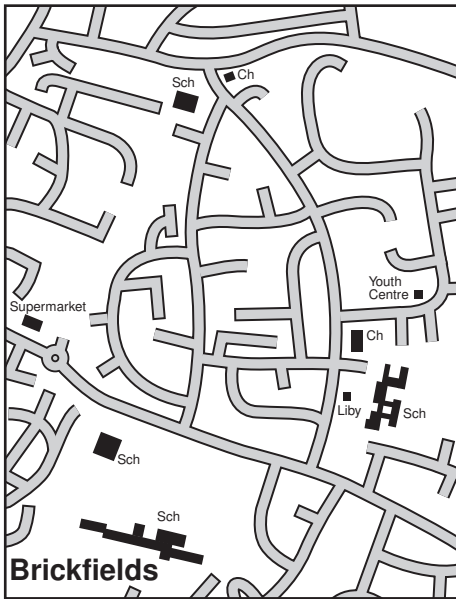 Ch
Sch
Youth
Centre
Supermarket
Ch
Liby
Sch
Sch
Sch
Brickfields